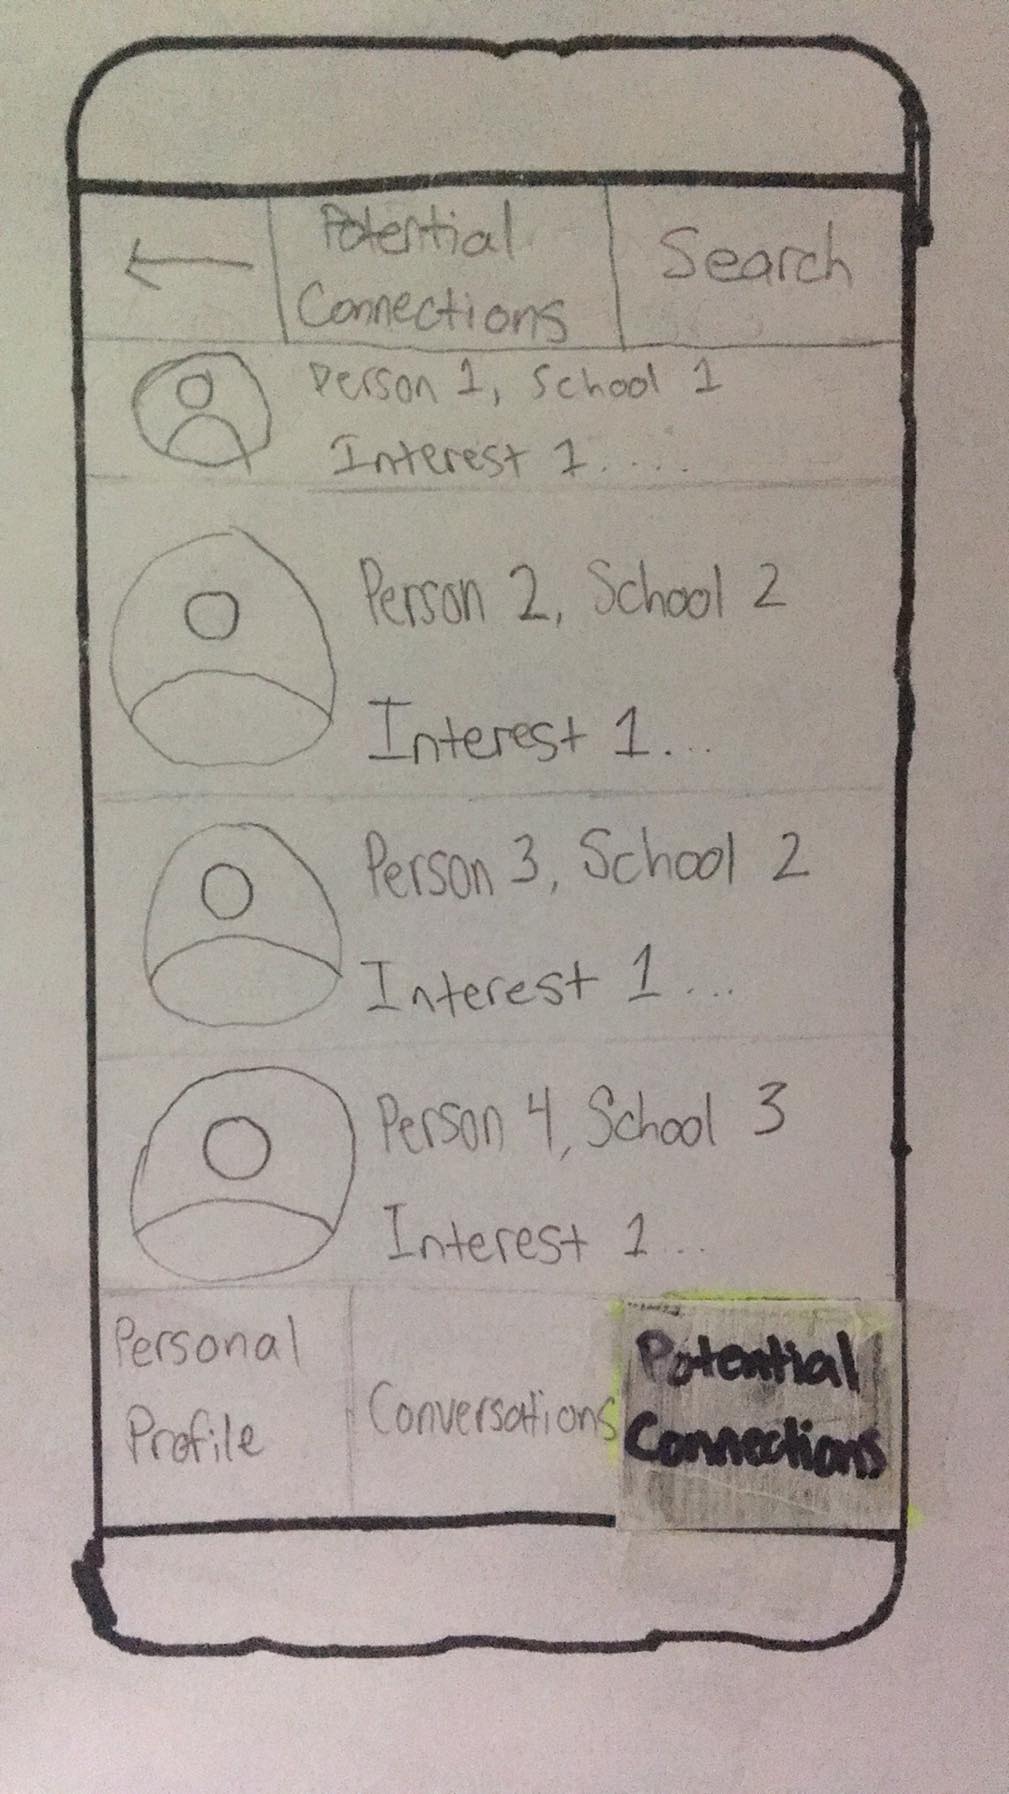 Potential
Connections
Search
Person 1, School 1
Interest 1.....
Person 2, School 2
Interest 1...
Person 3, School 2
Interest 1...
Person 4, School 3
Interest 1...
Personal
Profile
Conversations
Potential
Connections